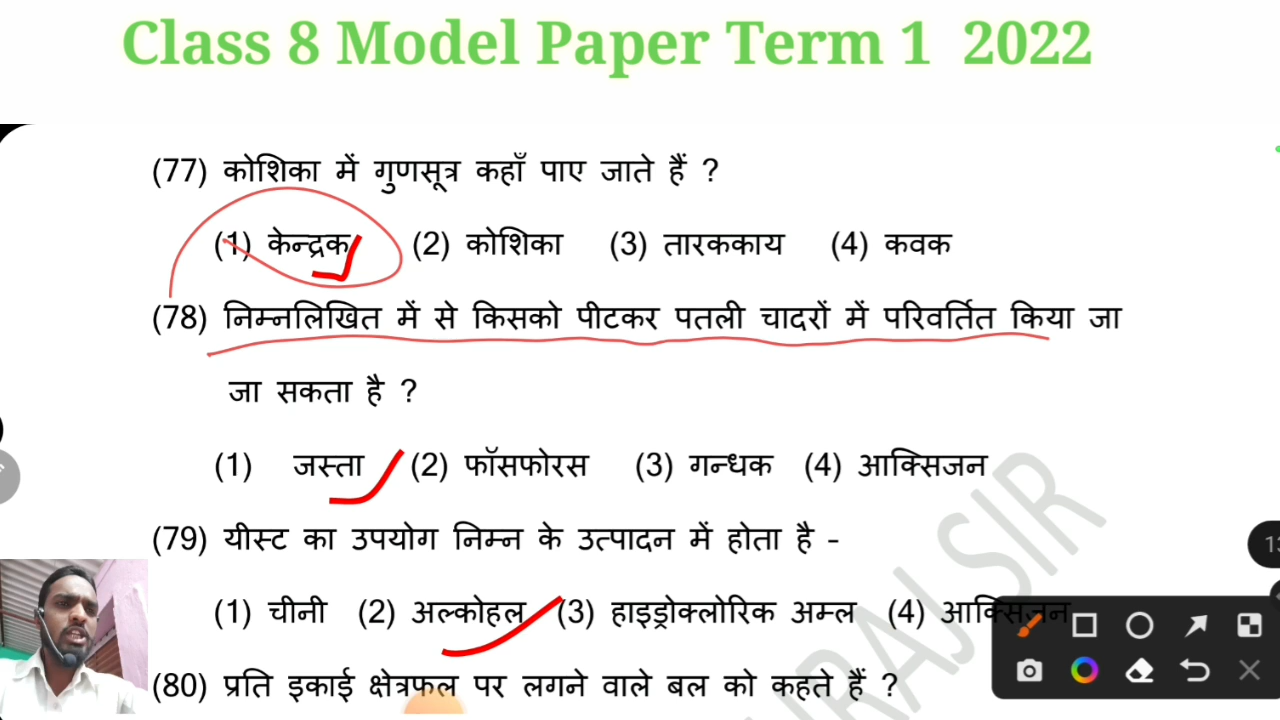 Class 8 Model Paper Term 1 2022
(77) कोशिका में गुणसूत्र कहाँ पाए जाते हैं ?
(1) केन्द्रक (2) कोशिका (3) तारककाय (4) कवक
(78) निम्नलिखित में से किसको पीटकर पतली चादरों में परिवर्तित किया जा
जा सकता है ?
(1) जस्ता (2) फॉसफोरस (3) गन्धक (4) आक्सिजन
(79) यीस्ट का उपयोग निम्न के उत्पादन में होता है -
(1) चीनी (2) अल्कोहल (3) हाइड्रोक्लोरिक अम्ल (4) आक्सिजन
(80) प्रति इकाई क्षेत्रफल पर लगने वाले बल को कहते हैं ?
SIR